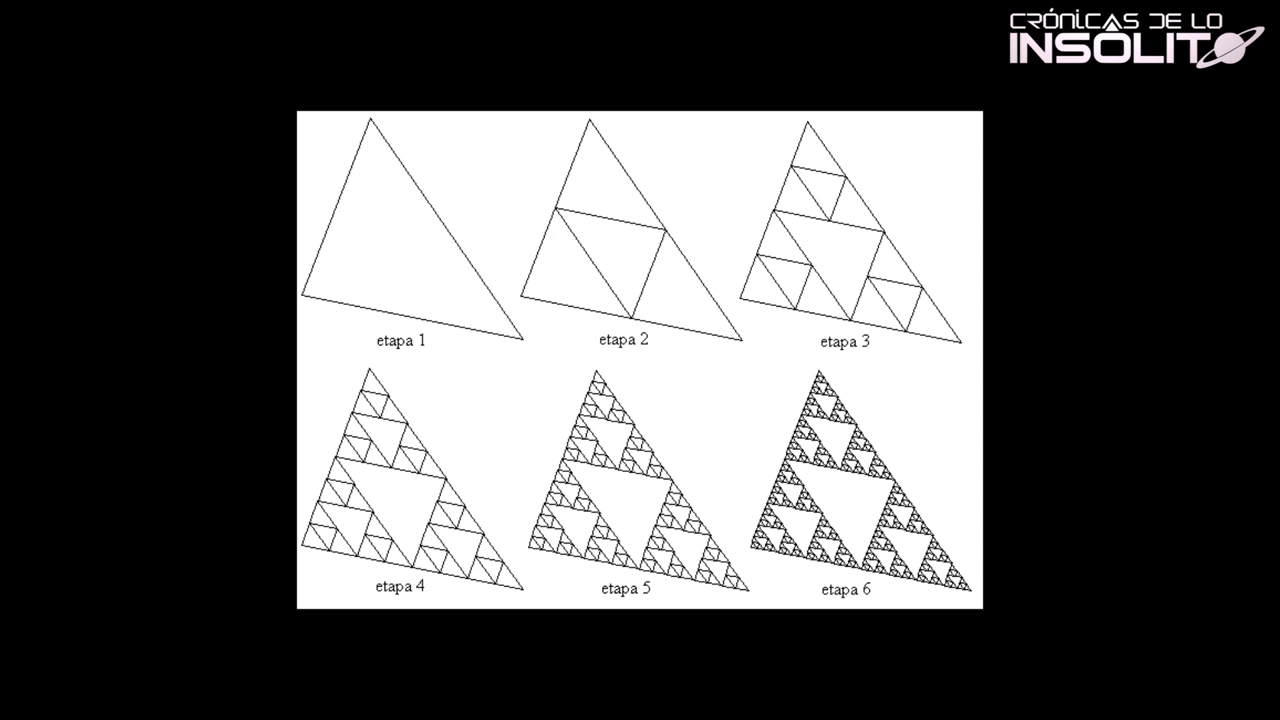 CRÓNICAS DE LO
INSÓLITO
etapa 1
etapa 2
etapa 3
etapa 4
etapa 5
etapa 6